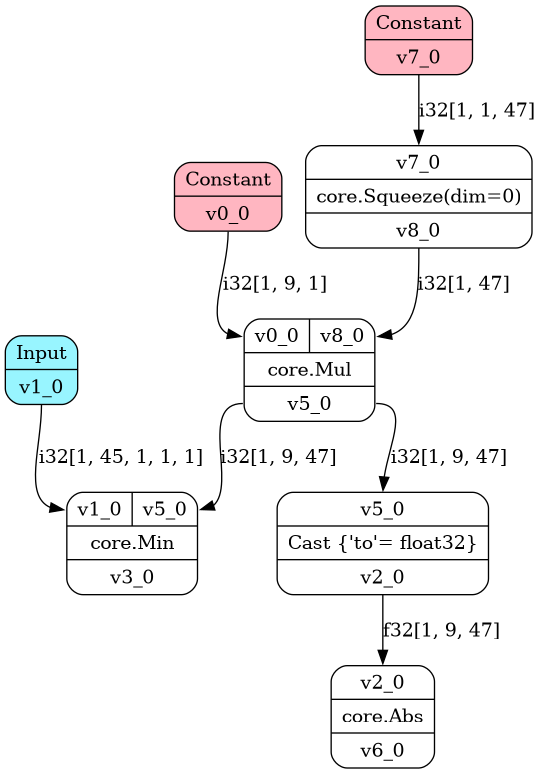 Constant
v7_0
i32[1, 1, 47]
v7_0
core.Squeeze(dim=0)
v8_0
Constant
v0_0
i32[1, 9, 1]
i32[1, 47]
v0_0 v8_0
core.Mul
v5_0
Input
v1_0
i32[1, 45, 1, 1, 1]
i32[1, 9, 47]
i32[1, 9, 47]
v1_0 v5_0
core.Min
v3_0
v5_0
Cast {'to'= float32}
v2_0
f32[1, 9, 47]
v2_0
core.Abs
v6_0